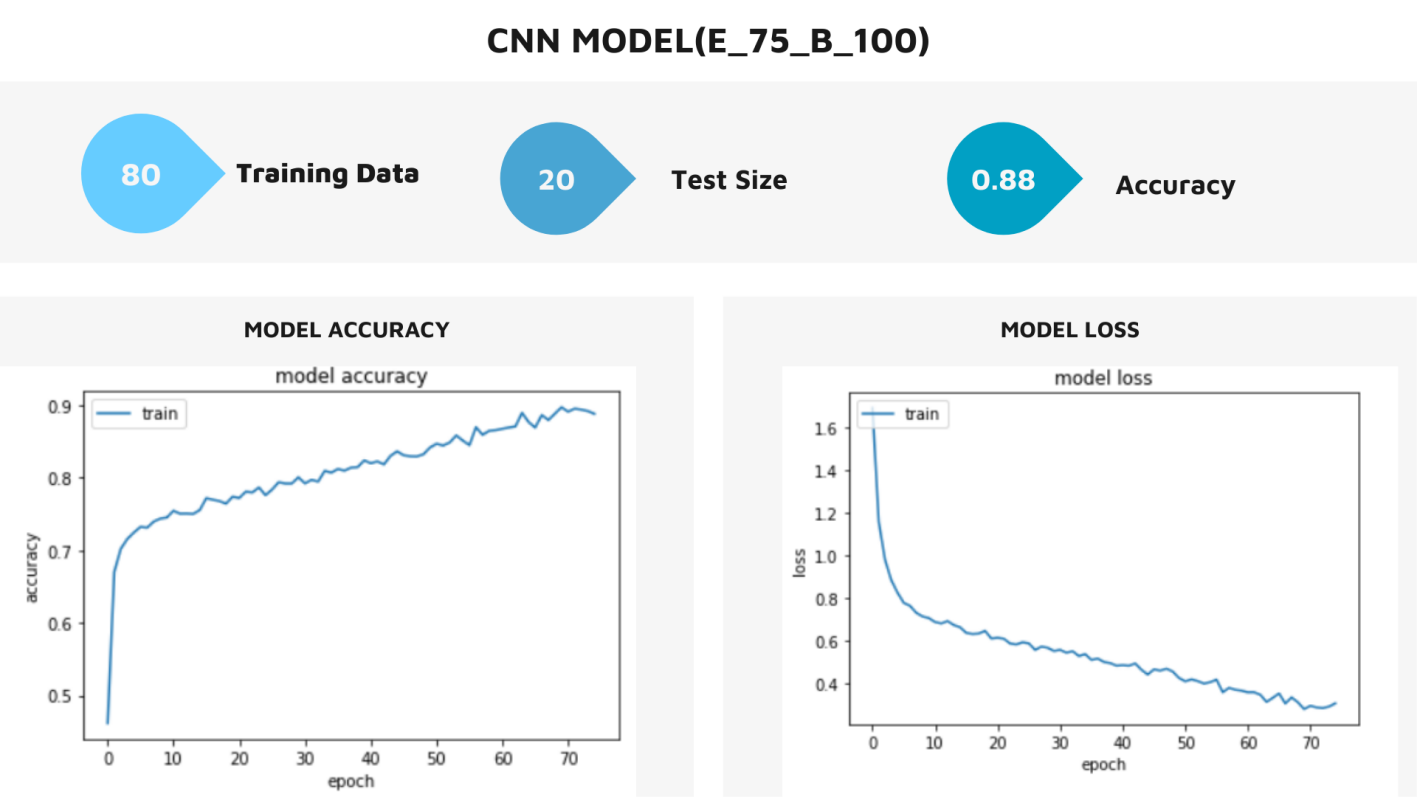 CNN MODEL(E_75_B_100)
80
Training Data
20
Test Size
0.88
Accuracy
MODEL ACCURACY
model accuracy
train
0.9
0.8
0.7
0.6
0.5
accuracy
0 10 20 30 40 50 60 70
epoch
MODEL LOSS
model loss
train
1.6
1.4
1.2
1.0
0.8
0.6
0.4
loss
0 10 20 30 40 50 60 70
epoch